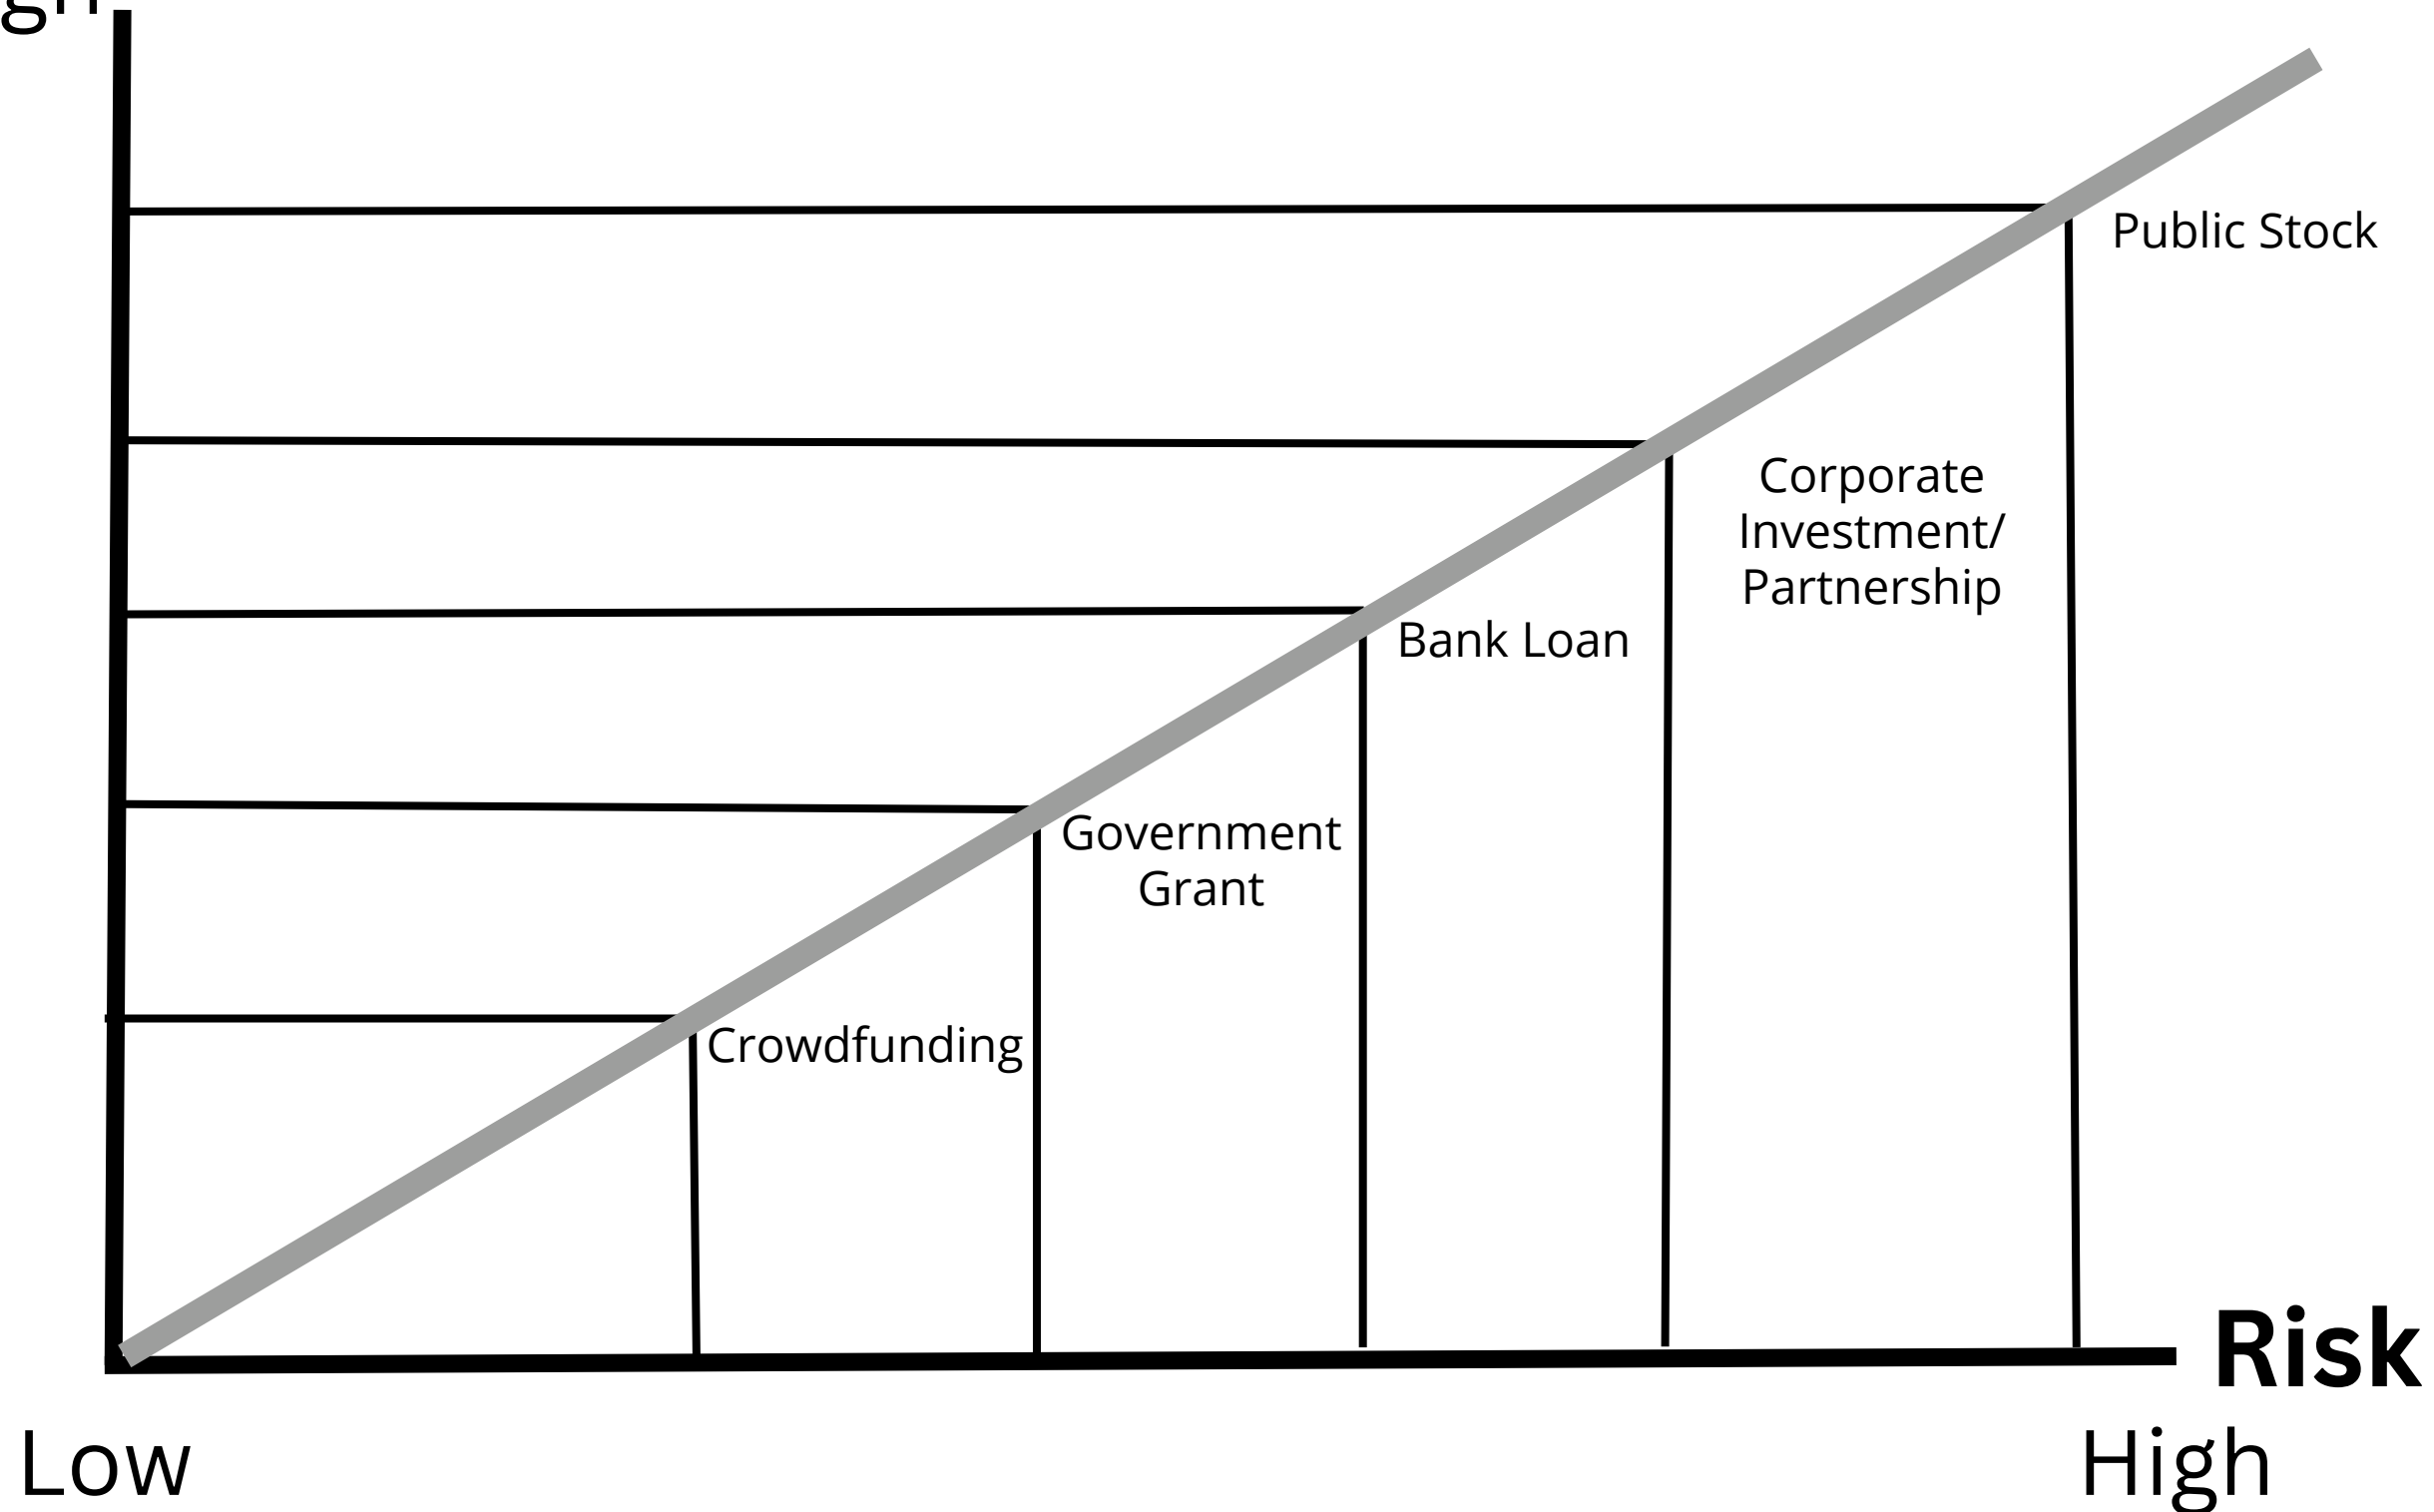 Public Stock
Corporate
Investment/
Partnership
Bank Loan
Government
Grant
Crowdfunding
Risk
Low
High